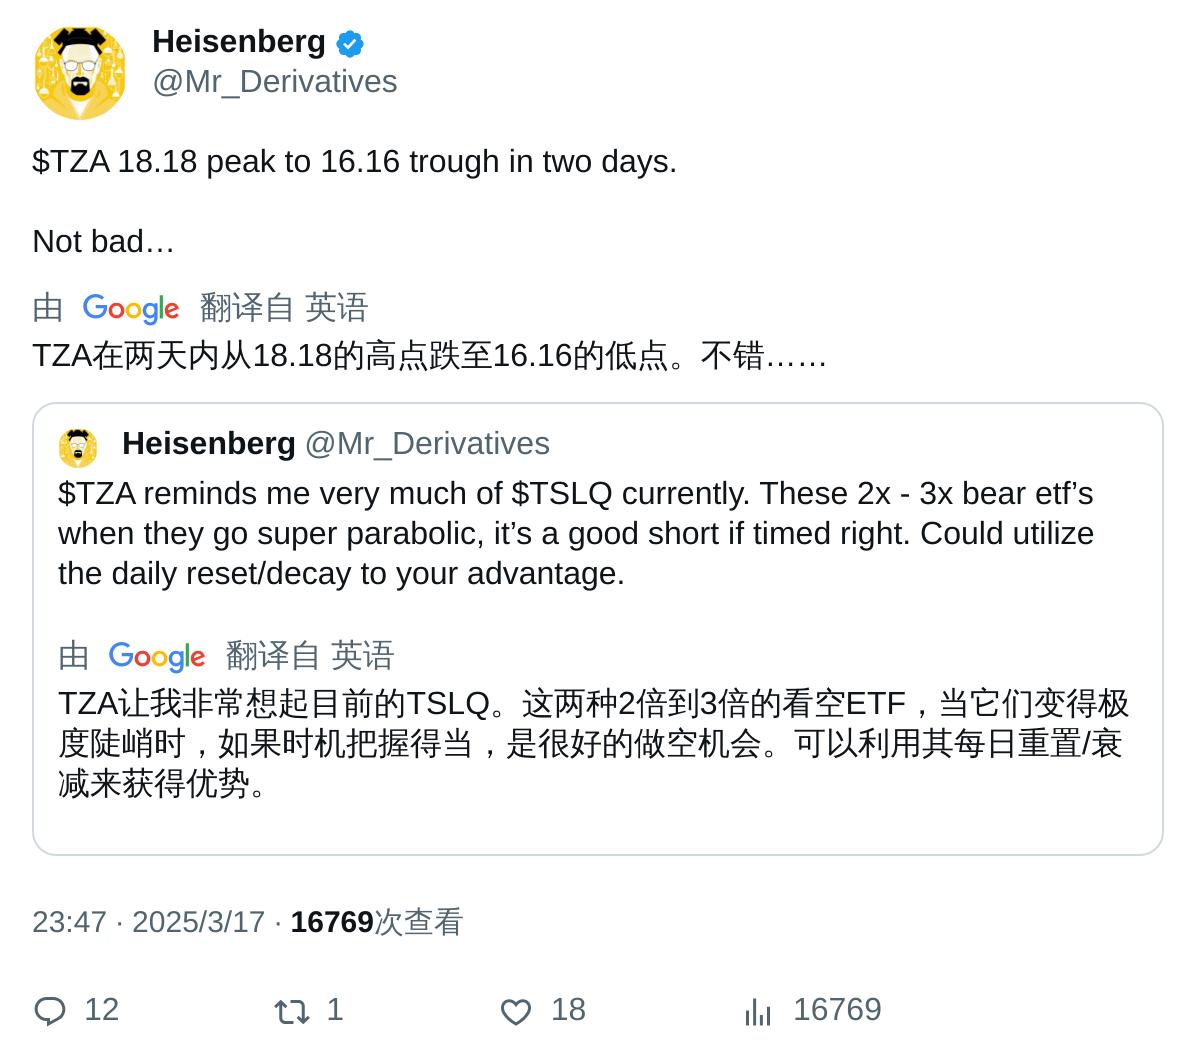 Heisenberg
@Mr_Derivatives
$TZA 18.18 peak to 16.16 trough in two days.
Not bad…
由 Google 翻译自 英语
TZA在两天内从18.18的高点跌至16.16的低点。不错……
Heisenberg @Mr_Derivatives
$TZA reminds me very much of $TSLQ currently. These 2x - 3x bear etf’s
when they go super parabolic, it’s a good short if timed right. Could utilize
the daily reset/decay to your advantage.
由 Google 翻译自 英语
TZA让我非常想起目前的TSLQ。这两种2倍到3倍的看空ETF，当它们变得极
度陡峭时，如果时机把握得当，是很好的做空机会。可以利用其每日重置/衰
减来获得优势。
23:47 · 2025/3/17 · 16769次查看
12 1 18 16769